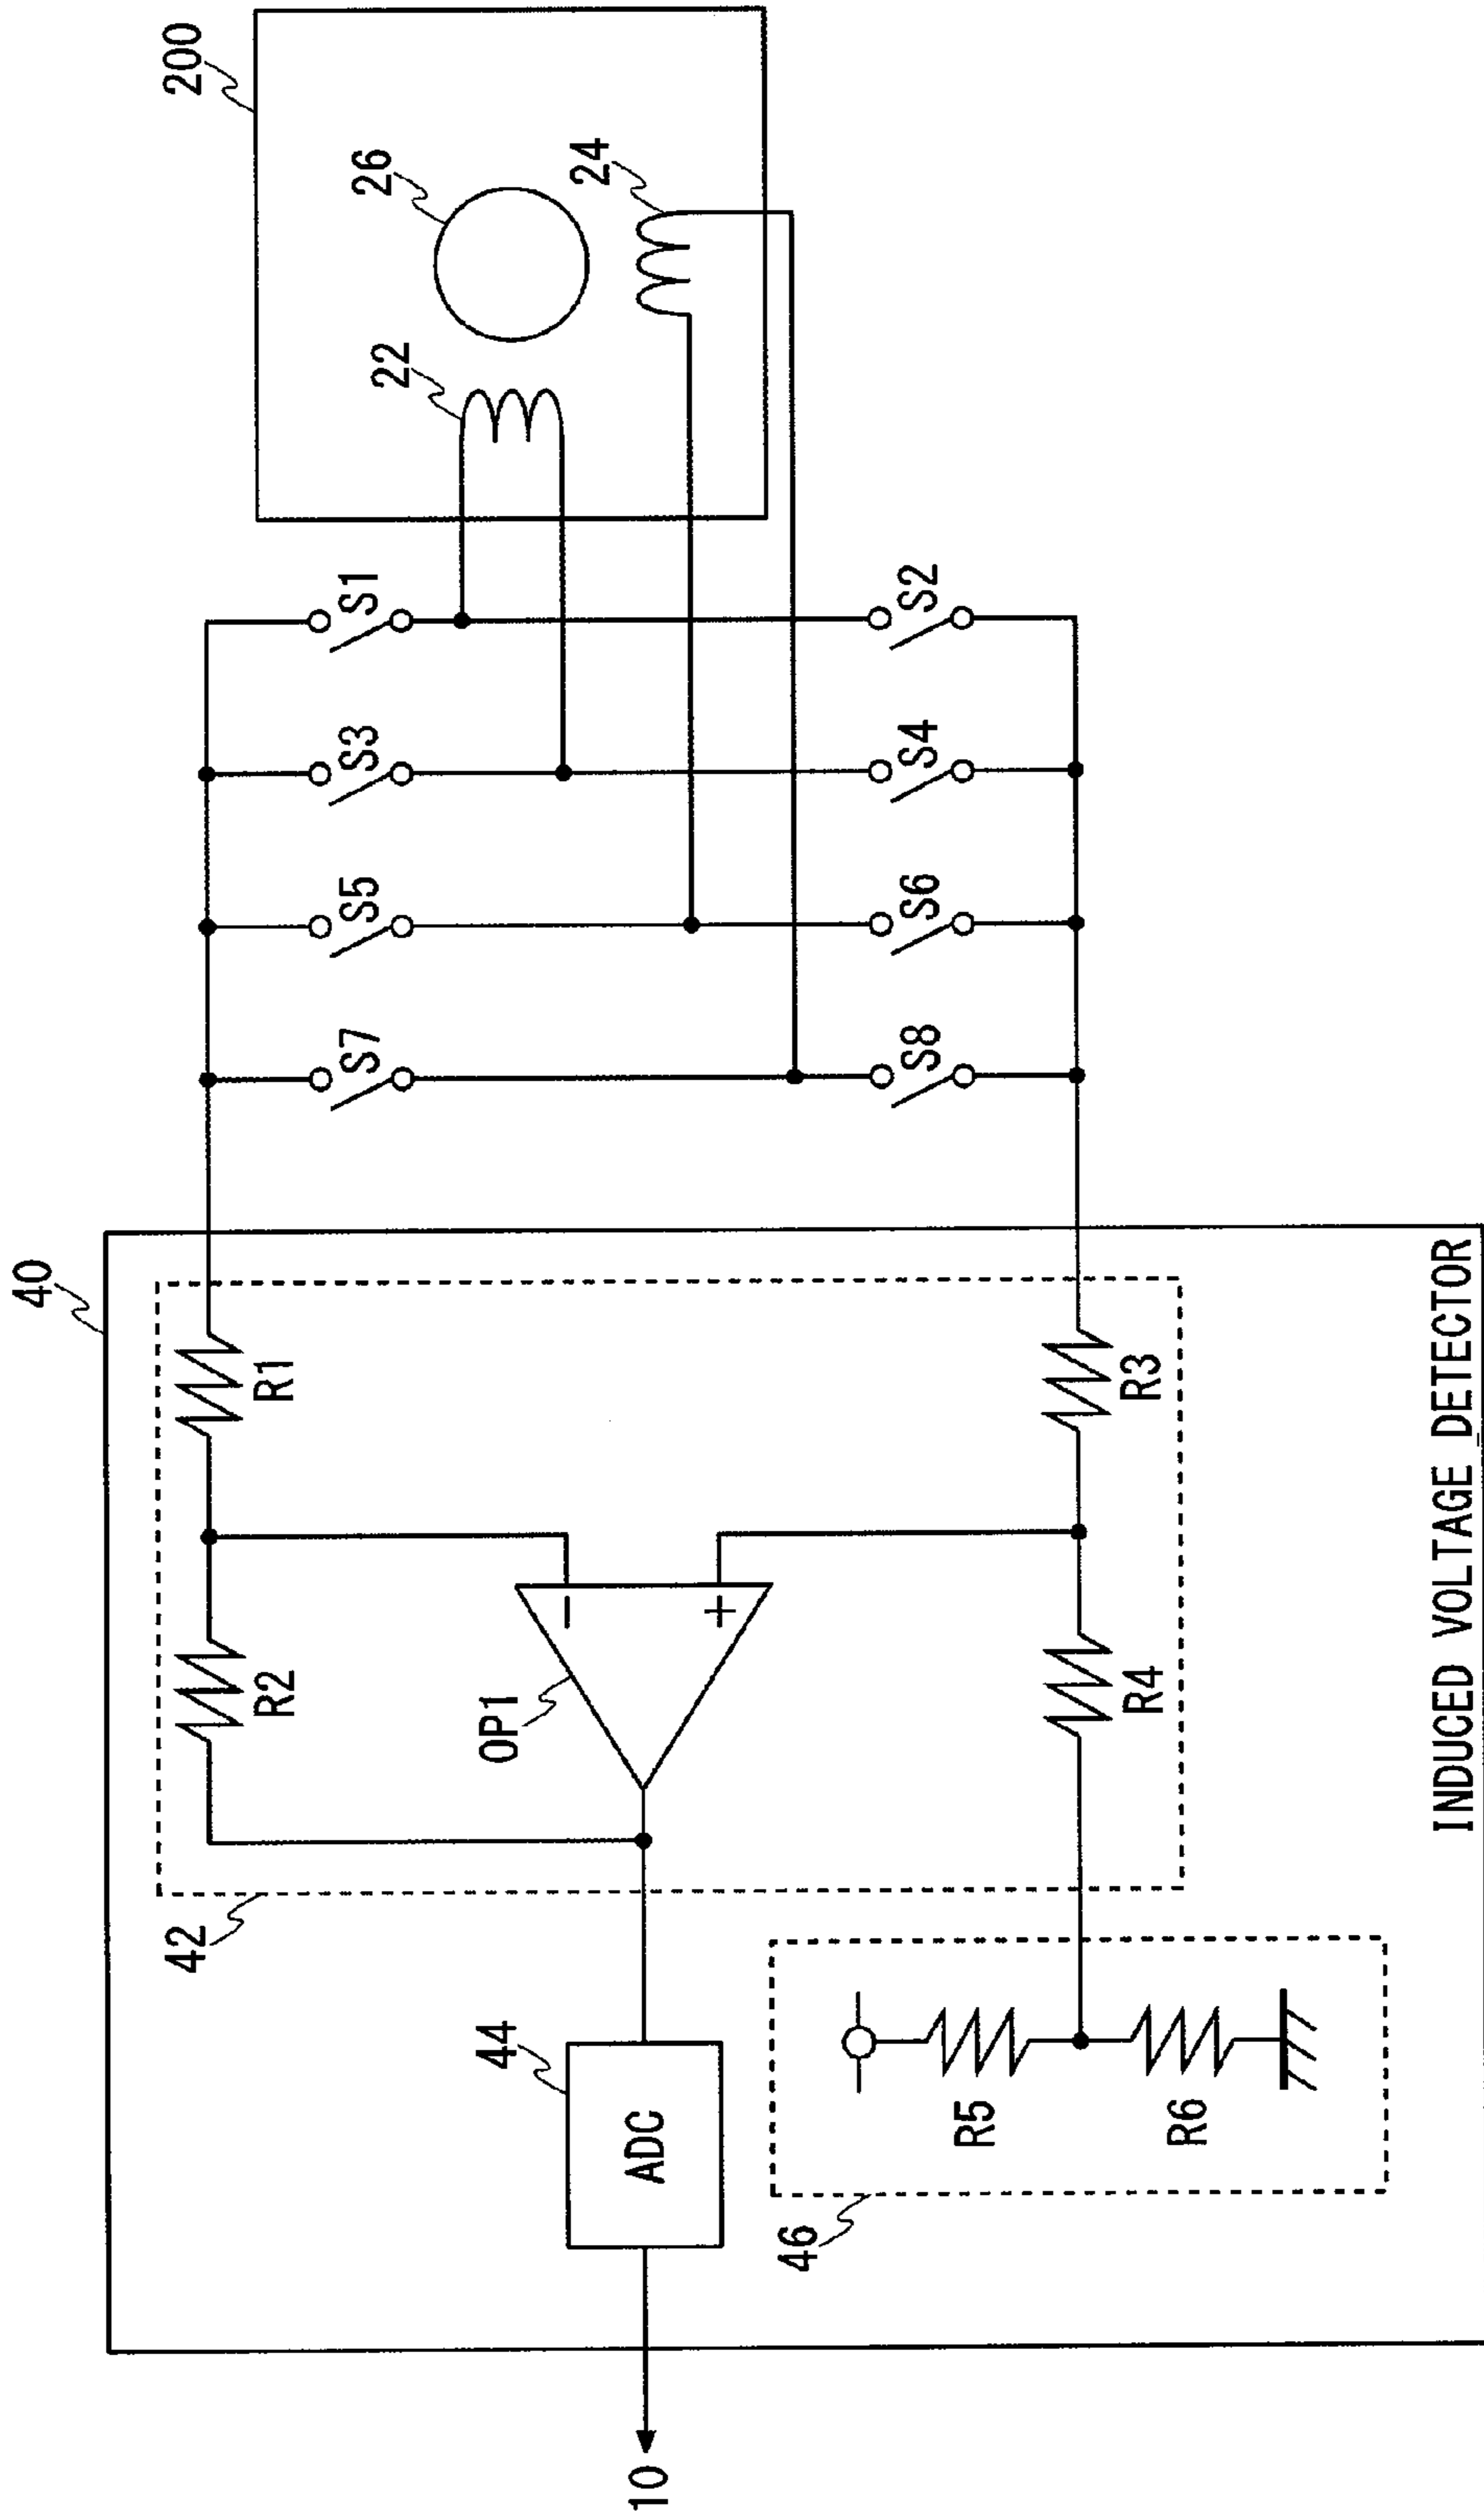 200
26
24
22
S1
S2
S3
S4
S5
S6
S7
S8
40
R1
R3
INDUCED VOLTAGE DETECTOR
R2
OP1
−
+
R4
42
44
ADC
R5
R6
46
10